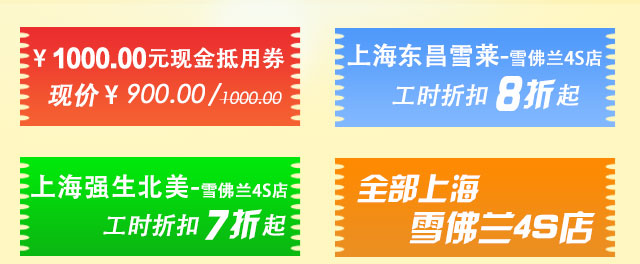 ¥1000.00元现金抵用券
现价¥900.00/1000.00
上海东昌雪莱-雪佛兰4S店
工时折扣8折起
上海强生北美-雪佛兰4S店
工时折扣7折起
全部上海
雪佛兰4S店